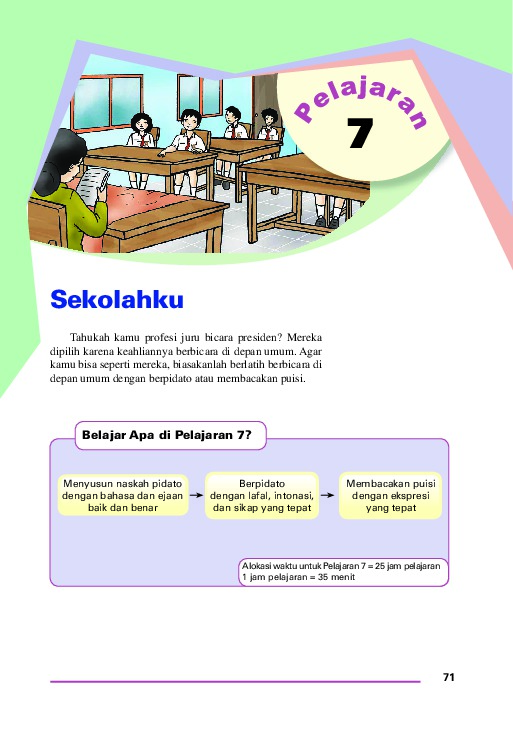 Pelajaran
7
Sekolahku
Tahukah kamu profesi juru bicara presiden? Mereka
dipilih karena keahliannya berbicara di depan umum. Agar
kamu bisa seperti mereka, biasakanlah berlatih berbicara di
depan umum dengan berpidato atau membacakan puisi.
Belajar Apa di Pelajaran 7?
Menyusun naskah pidato
dengan bahasa dan ejaan
baik dan benar
Berpidato
dengan lafal, intonasi,
dan sikap yang tepat
Membacakan puisi
dengan ekspresi
yang tepat
Alokasi waktu untuk Pelajaran 7 = 25 jam pelajaran
1 jam pelajaran = 35 menit
71